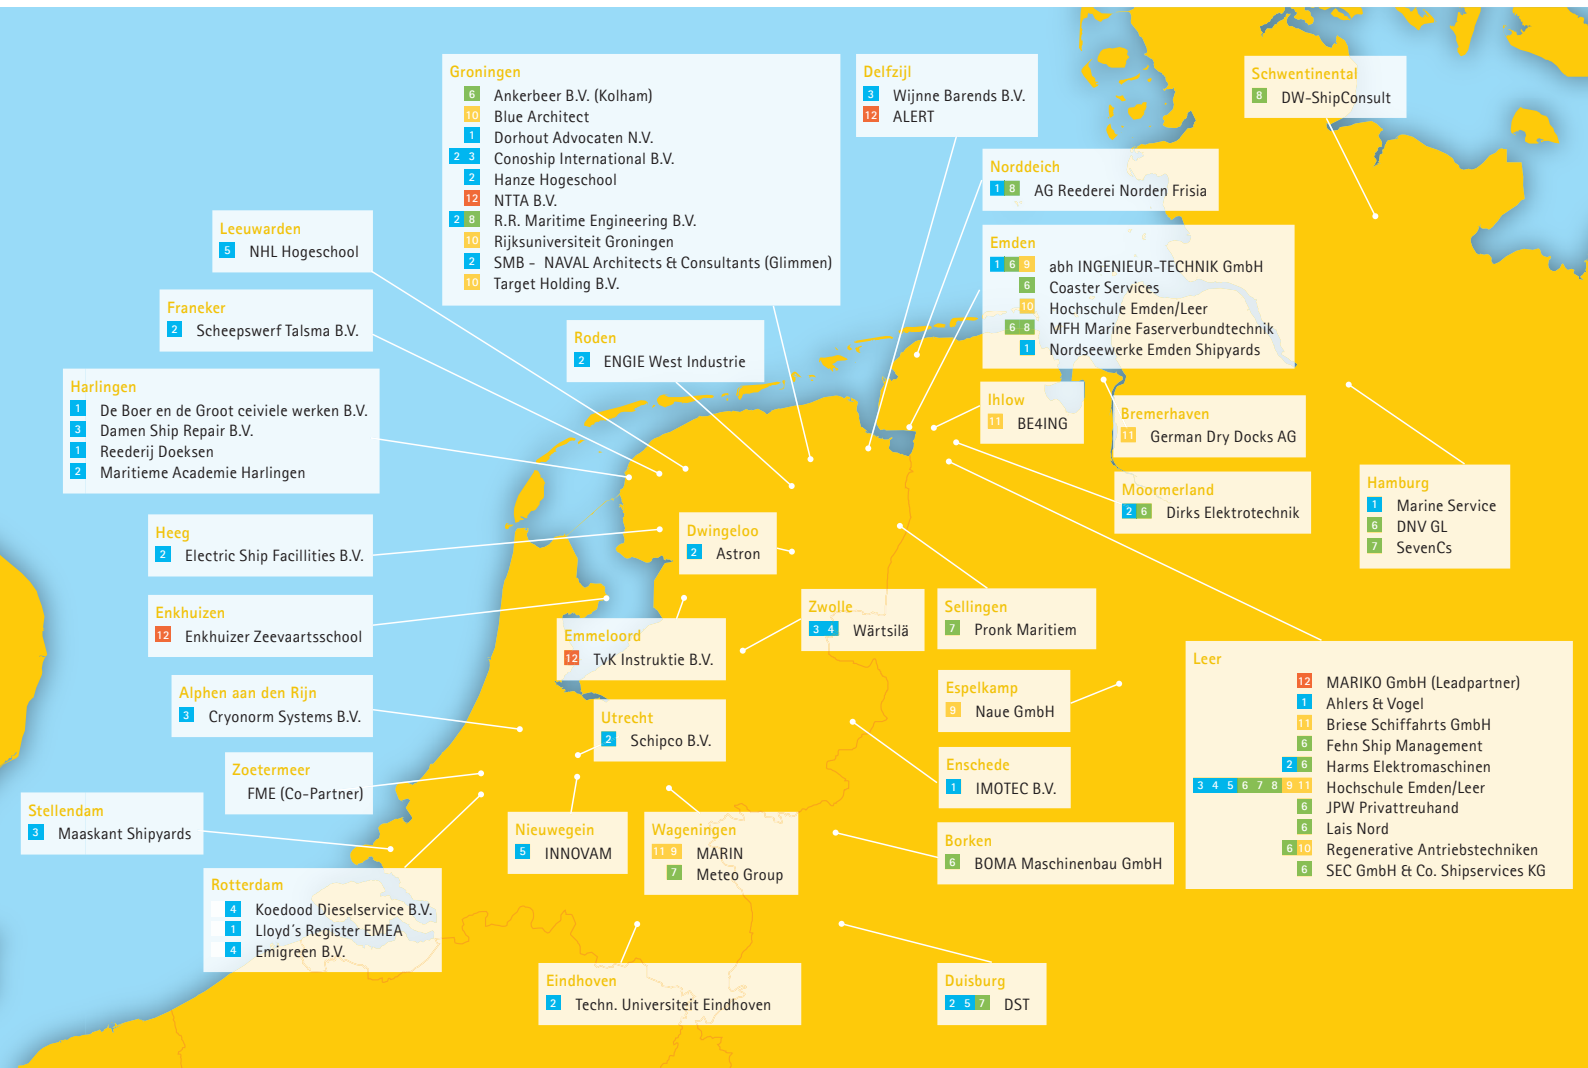 Groningen
6 Ankerbeer B.V. (Kolham)
10 Blue Architect
1 Dorhout Advocaten N.V.
2 3 Conoship International B.V.
2 Hanze Hogeschool
12 NTTA B.V.
2 8 R.R. Maritime Engineering B.V.
10 Rijksuniversiteit Groningen
2 SMB - NAVAL Architects & Consultants (Glimmen)
10 Target Holding B.V.
Delfzijl
3 Wijnne Barends B.V.
12 ALERT
Schwentinental
8 DW-ShipConsult
Norddeich
1 8 AG Reederei Norden Frisia
Emden
1 6 9 abh INGENIEUR-TECHNIK GmbH
6 Coaster Services
10 Hochschule Emden/Leer
6 8 MFH Marine Faserverbundtechnik
1 Nordseewerke Emden Shipyards
Leeuwarden
5 NHL Hogeschool
Franeker
2 Scheepswerf Talsma B.V.
Roden
2 ENGIE West Industrie
Harlingen
1 De Boer en de Groot ceiviele werken B.V.
3 Damen Ship Repair B.V.
1 Reederij Doeksen
2 Maritieme Academie Harlingen
Ihlow
11 BE4ING
Bremerhaven
11 German Dry Docks AG
Moormerland
2 6 Dirks Elektrotechnik
Hamburg
1 Marine Service
6 DNV GL
7 SevenCs
Heeg
2 Electric Ship Facillities B.V.
Dwingeloo
2 Astron
Enkhuizen
12 Enkhuizer Zeevaartsschool
Emmeloord
12 TvK Instruktie B.V.
Zwolle
3 4 Wärtsilä
Sellingen
7 Pronk Maritiem
Leer
12 MARIKO GmbH (Leadpartner)
1 Ahlers & Vogel
11 Briese Schiffahrts GmbH
6 Fehn Ship Management
2 6 Harms Elektromaschinen
3 4 5 6 7 8 9 11 Hochschule Emden/Leer
6 JPW Privattreuhand
6 Lais Nord
6 10 Regenerative Antriebstechniken
6 SEC GmbH & Co. Shipservices KG
Alphen aan den Rijn
3 Cryonorm Systems B.V.
Utrecht
2 Schipco B.V.
Espelkamp
9 Naue GmbH
Zoetermeer
FME (Co-Partner)
Enschede
1 IMOTEC B.V.
Stellendam
3 Maaskant Shipyards
Nieuwegein
5 INNOVAM
Wageningen
11 9 MARIN
7 Meteo Group
Borken
6 BOMA Maschinenbau GmbH
Rotterdam
4 Koedood Dieselservice B.V.
1 Lloyd´s Register EMEA
4 Emigreen B.V.
Eindhoven
2 Techn. Universiteit Eindhoven
Duisburg
2 5 7 DST